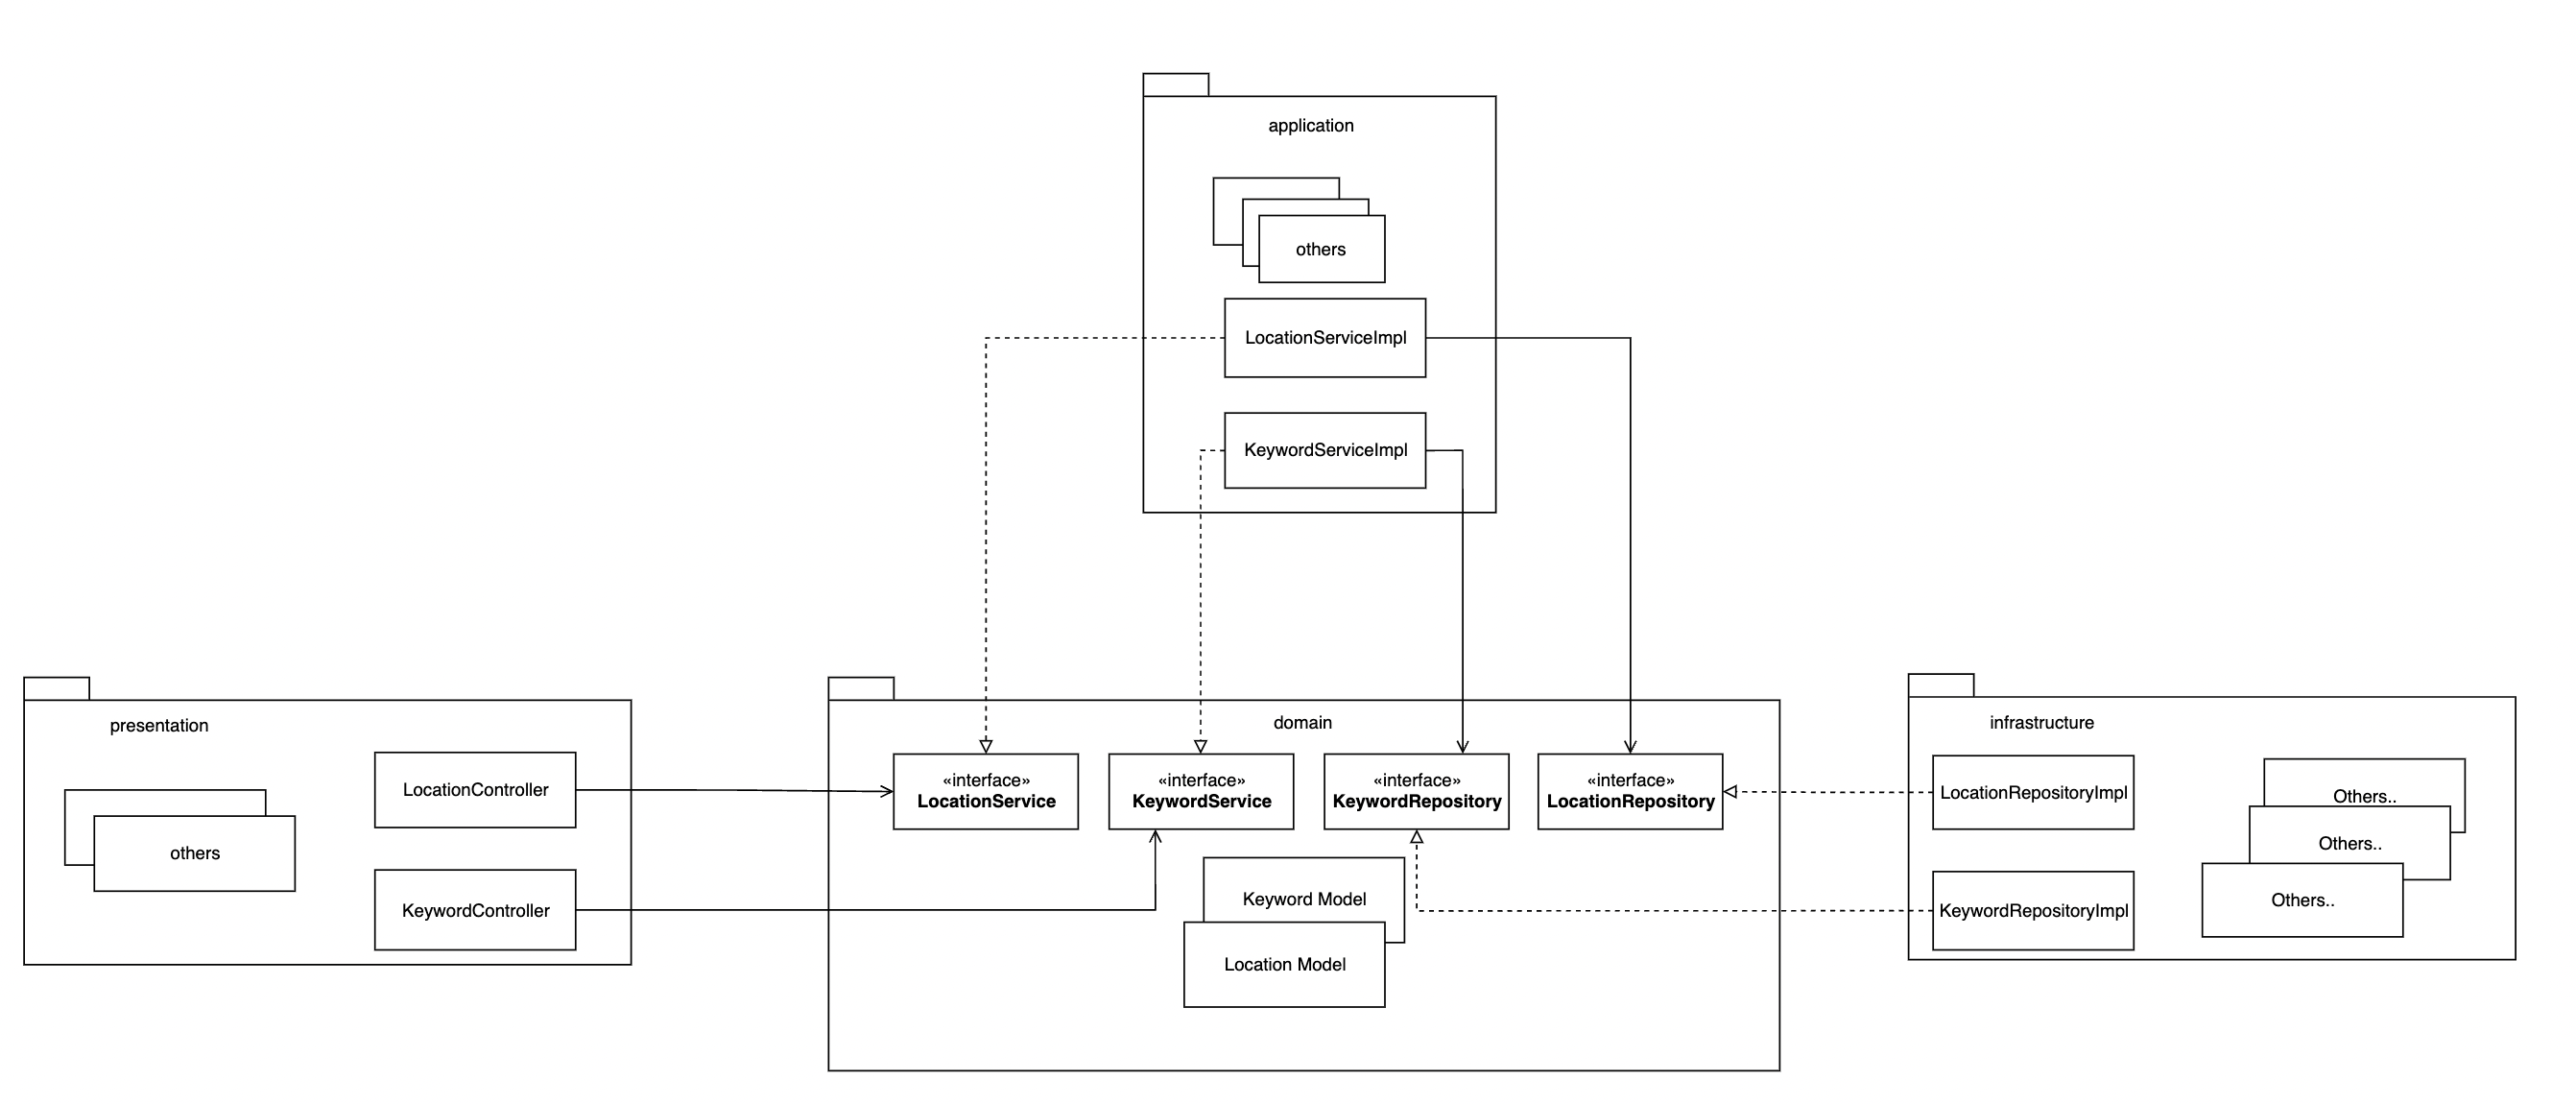 application
others
LocationServiceImpl
KeywordServiceImpl
presentation
LocationController
others
KeywordController
domain
«interface»
LocationService
«interface»
KeywordService
«interface»
KeywordRepository
«interface»
LocationRepository
Keyword Model
Location Model
infrastructure
LocationRepositoryImpl
KeywordRepositoryImpl
Others..
Others..
Others..